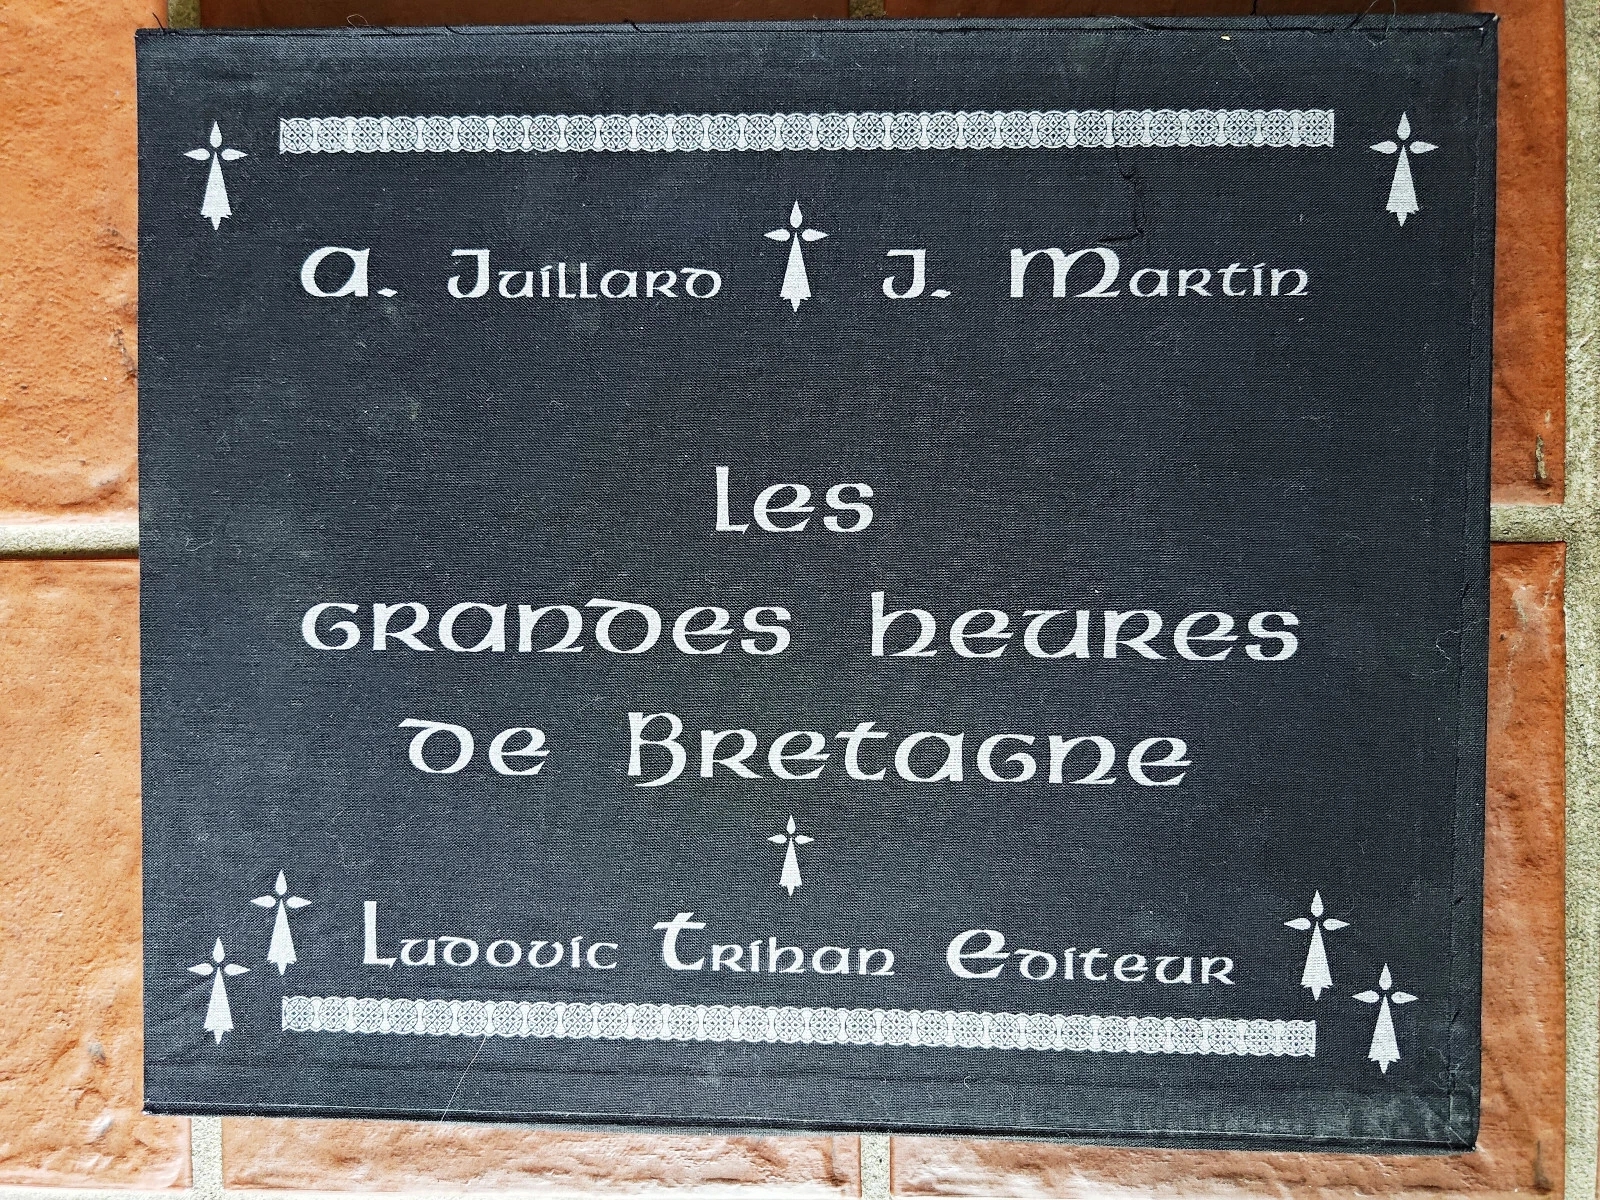 A. Juillard J. Martin
Les
Grandes heures
de Bretagne
Ludovic Trihan Editeur